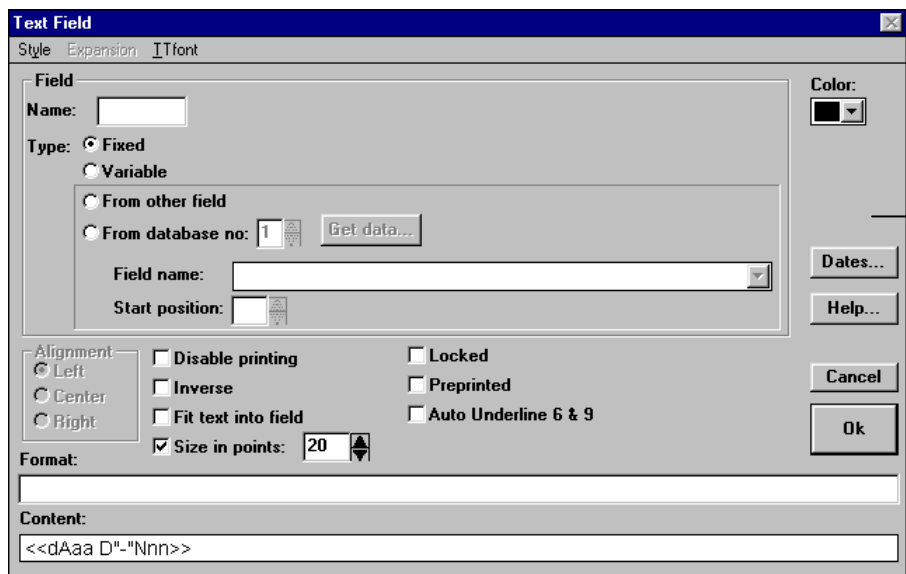 Text Field
Style Expansion TTfont
Field
Name:
Type: Fixed
Variable
From other field
From database no: 1 Get data...
Field name:
Start position:
Color:
Dates...
Help...
Alignment
Left
Center
Right
Disable printing
Inverse
Fit text into field
Size in points: 20
Locked
Preprinted
Auto Underline 6 & 9
Cancel
Ok
Format:
Content:
<<dAaa D"-"Nnn>>